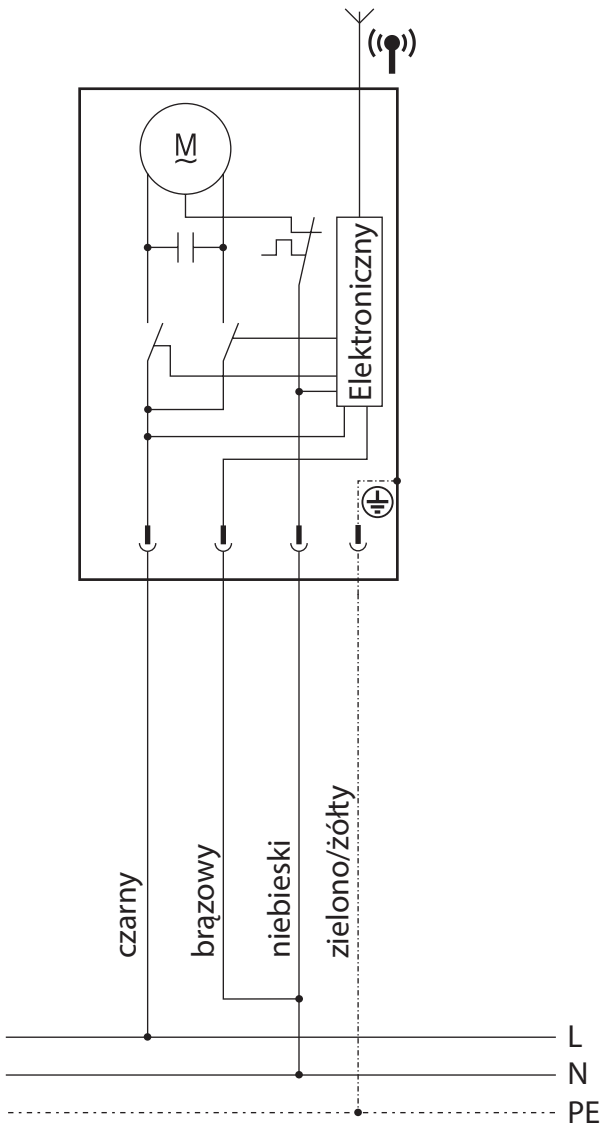 M
~
Elektroniczny
czarny
brązowy
niebieski
zielono/żółty
L
N
PE